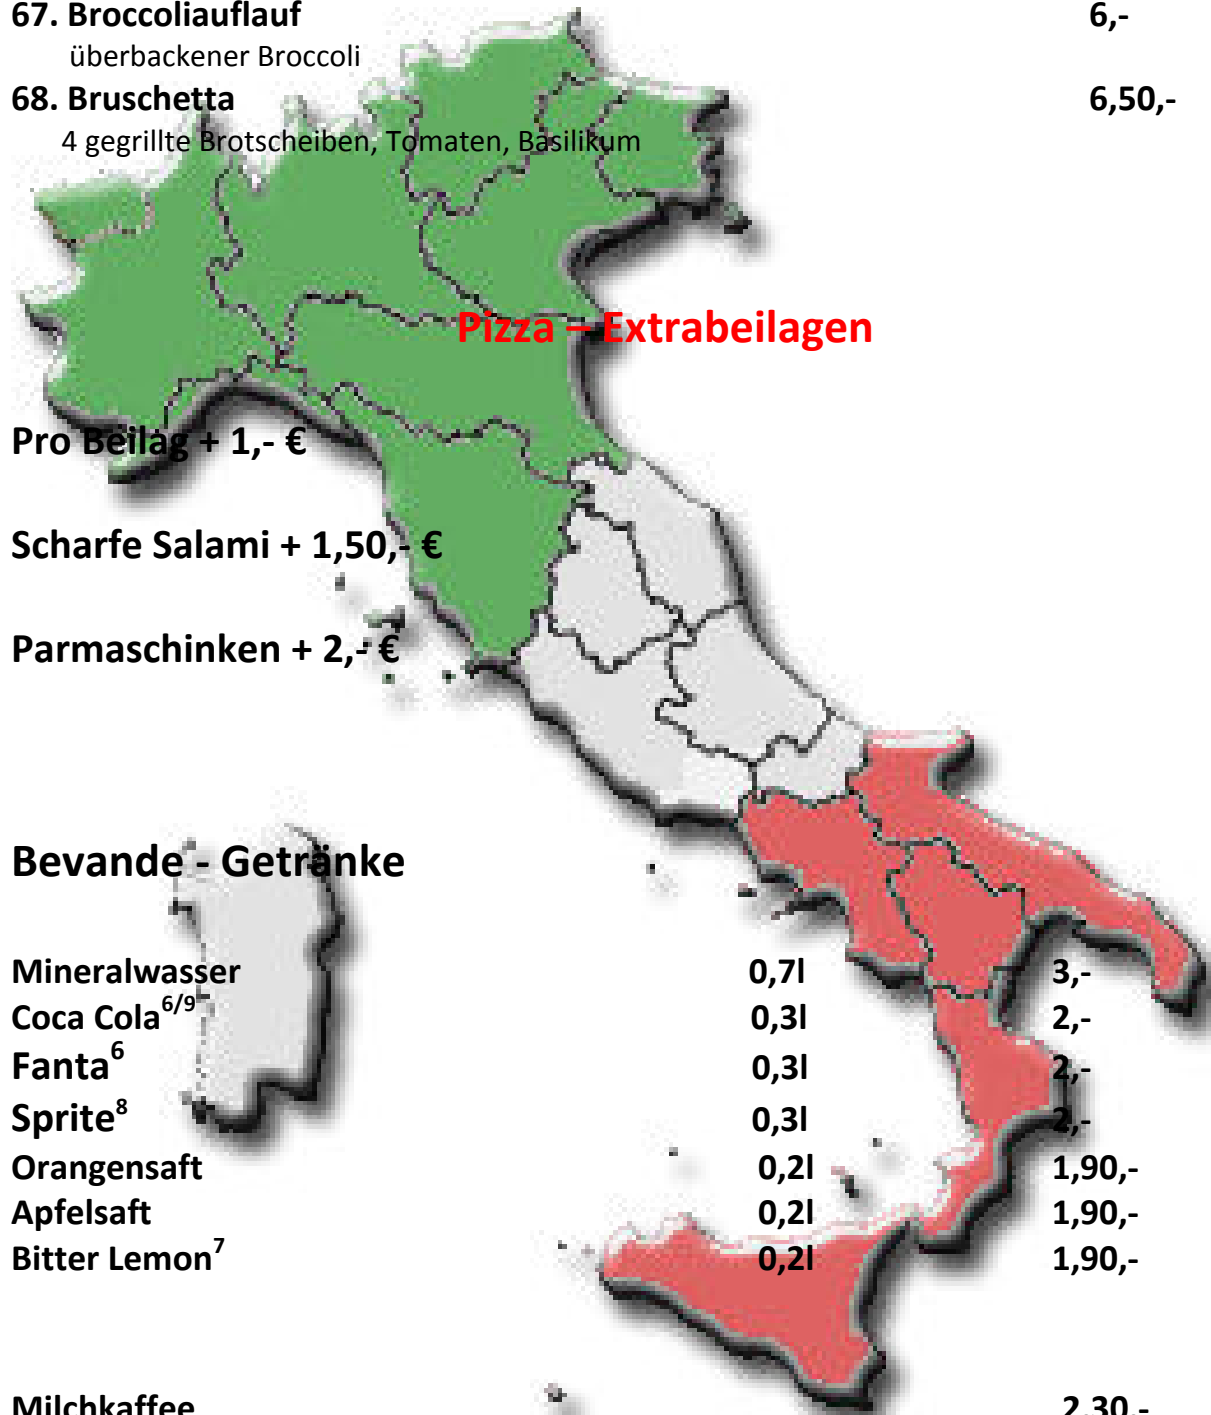 67. Broccoliauflauf 6,-
überbackener Broccoli
68. Bruschetta 6,50,-
4 gegrillte Brotscheiben, Tomaten, Basilikum
Pizza – Extrabeilagen
Pro Beilag + 1,- €
Scharfe Salami + 1,50,- €
Parmaschinken + 2,- €
Bevande - Getränke
Mineralwasser 0,7l 3,-
Coca Cola6/9 0,3l 2,-
Fanta6 0,3l 2,-
Sprite8 0,3l 2,-
Orangensaft 0,2l 1,90,-
Apfelsaft 0,2l 1,90,-
Bitter Lemon7 0,2l 1,90,-
Milchkaffee 2,30,-